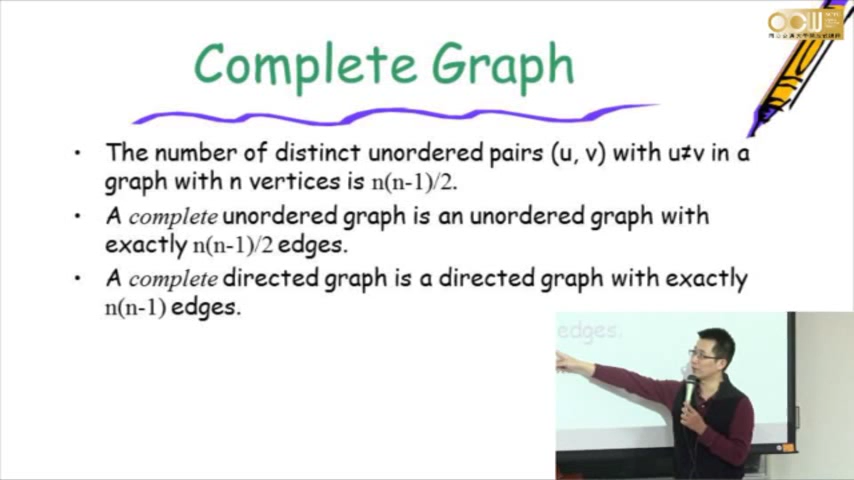 OCW
Complete Graph
• The number of distinct unordered pairs (u, v) with u≠v in a
graph with n vertices is n(n-1)/2.
• A complete unordered graph is an unordered graph with
exactly n(n-1)/2 edges.
• A complete directed graph is a directed graph with exactly
n(n-1) edges.
edges.